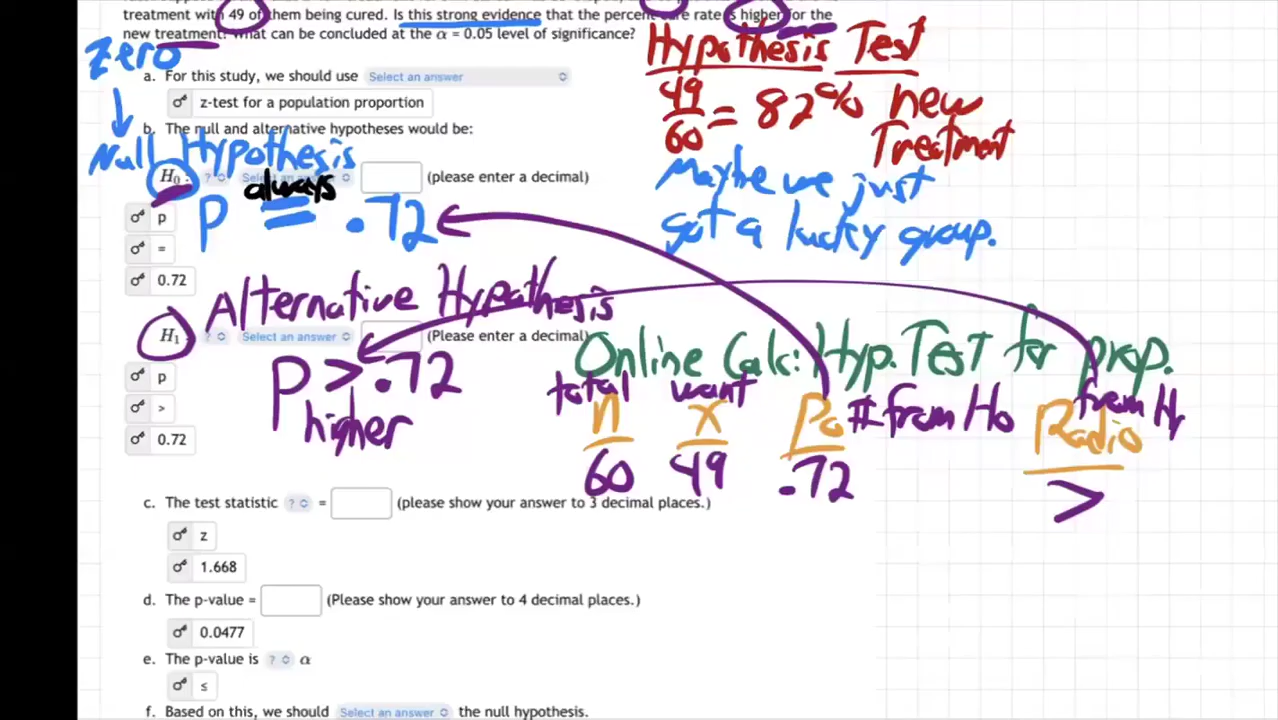 treatment with 49 of them being cured. Is this strong evidence that the percent cure rate is higher for the
new treatment? What can be concluded at the α = 0.05 level of significance?
Zero
Hypothesis Test
49/60 = 82% new
Treatment
a. For this study, we should use Select an answer
z-test for a population proportion
b. The null and alternative hypotheses would be:
Null Hypothesis
Maybe we just
got a lucky group.
H0: ? Select an answer (please enter a decimal)
always
p = .72
p
=
0.72
Alternative Hypothesis
H1: ? Select an answer (Please enter a decimal)
p > .72
higher
p
>
0.72
Online Calc: Hyp. Test for prop.
total want
n x Po # from Ho Radio from H1
60 49 .72 >
c. The test statistic ? = (please show your answer to 3 decimal places.)
z
1.668
d. The p-value = (Please show your answer to 4 decimal places.)
0.0477
e. The p-value is ? α
≤
f. Based on this, we should Select an answer the null hypothesis.